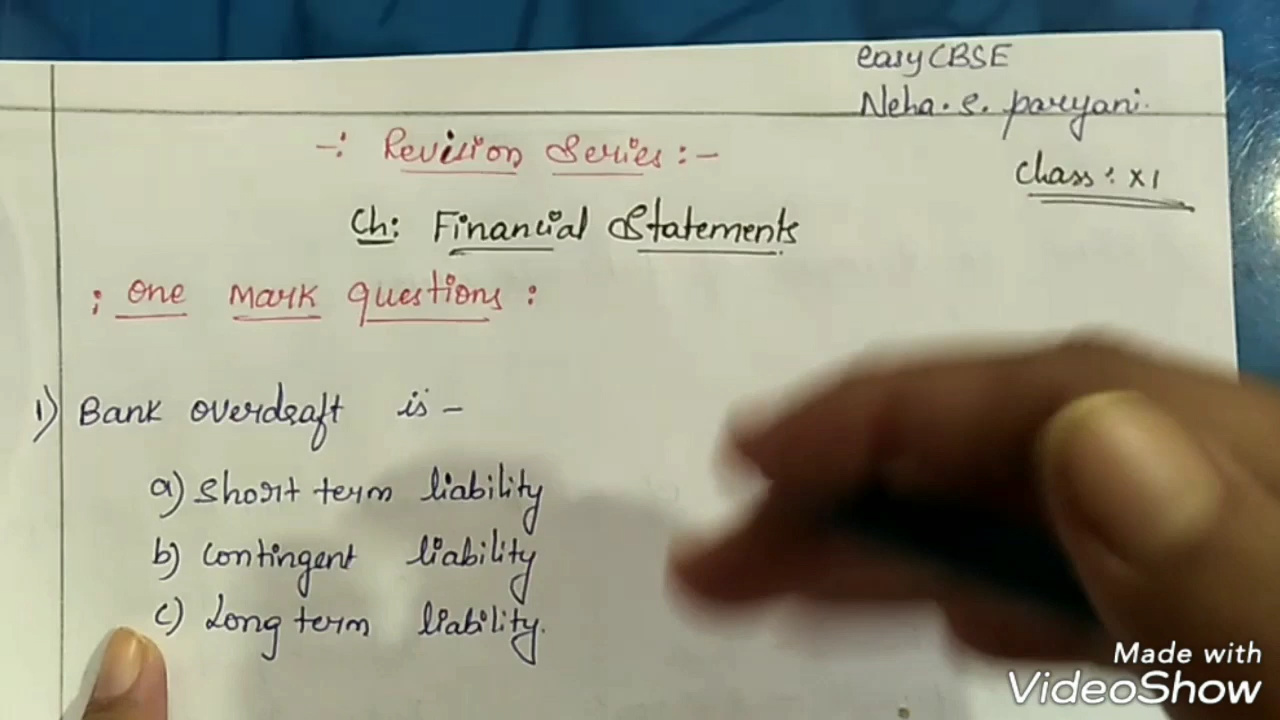 easyCBSE
Neha. S. paryani.
-: Revision Series :-
Class: XI
Ch: Financial Statements
: One Mark Questions :
1) Bank overdraft is -
a) Short term liability
b) Contingent liability
c) Long term liability.
Made with
VideoShow